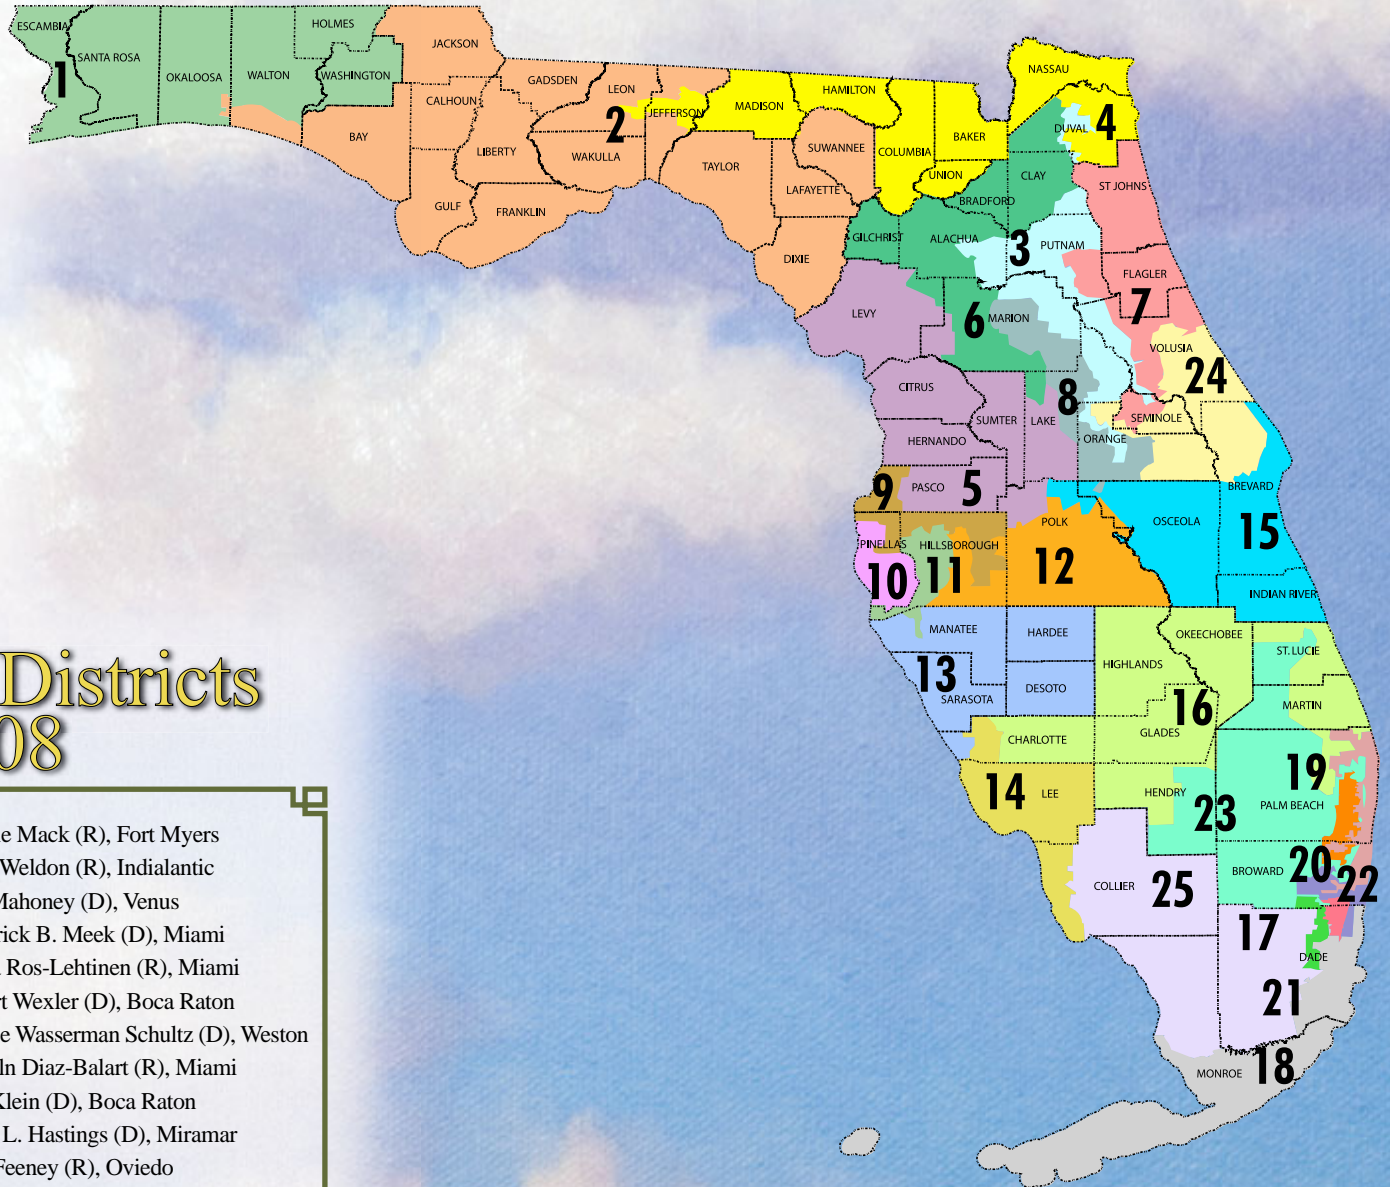 ESCAMBIA
SANTA ROSA
OKALOOSA
WALTON
HOLMES
WASHINGTON
JACKSON
BAY
CALHOUN
GULF
GADSDEN
LIBERTY
FRANKLIN
LEON
WAKULLA
JEFFERSON
MADISON
TAYLOR
HAMILTON
SUWANNEE
LAFAYETTE
DIXIE
COLUMBIA
BAKER
UNION
BRADFORD
NASSAU
DUVAL
CLAY
ST JOHNS
GILCHRIST
ALACHUA
PUTNAM
FLAGLER
LEVY
MARION
VOLUSIA
CITRUS
SUMTER
LAKE
SEMINOLE
ORANGE
HERNANDO
PASCO
BREVARD
PINELLAS
HILLSBOROUGH
POLK
OSCEOLA
INDIAN RIVER
MANATEE
HARDEE
HIGHLANDS
OKEECHOBEE
ST. LUCIE
SARASOTA
DESOTO
MARTIN
CHARLOTTE
GLADES
LEE
HENDRY
PALM BEACH
COLLIER
BROWARD
DADE
MONROE
1
2
3
4
5
6
7
8
9
10
11
12
13
14
15
16
17
18
19
20
21
22
23
24
25
Districts
08
ie Mack (R), Fort Myers
Weldon (R), Indialantic
Mahoney (D), Venus
rick B. Meek (D), Miami
Ros-Lehtinen (R), Miami
rt Wexler (D), Boca Raton
ie Wasserman Schultz (D), Weston
ln Diaz-Balart (R), Miami
Klein (D), Boca Raton
L. Hastings (D), Miramar
Feeney (R), Oviedo